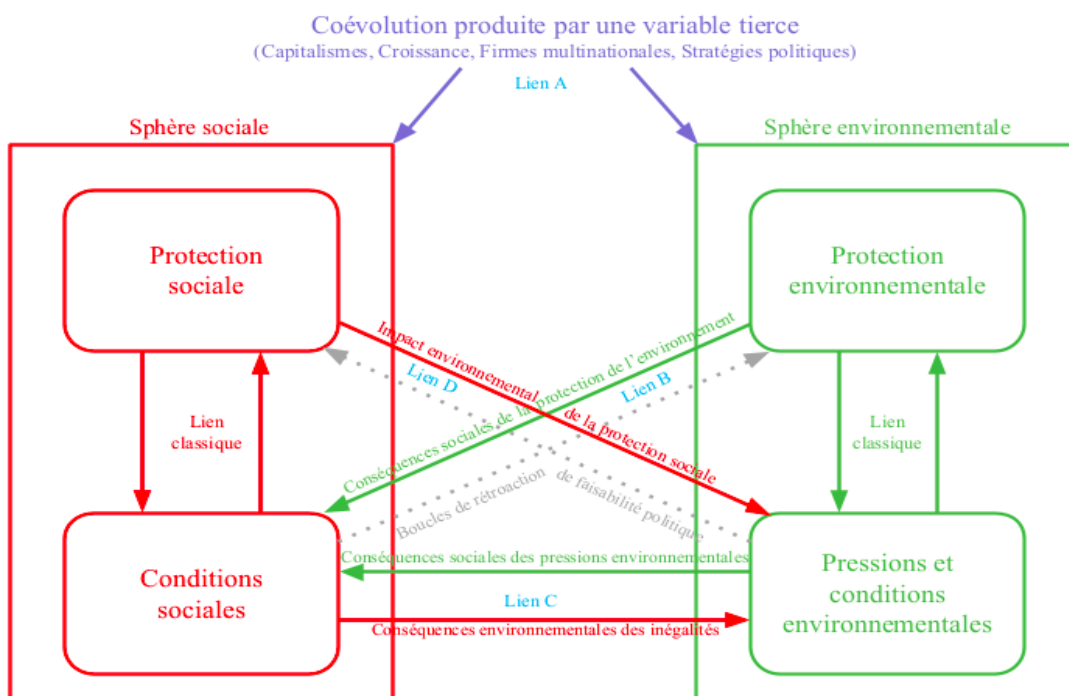 Coévolution produite par une variable tierce
(Capitalismes, Croissance, Firmes multinationales, Stratégies politiques)
Lien A
Sphère sociale
Sphère environnementale
Protection
sociale
Protection
environnementale
Impact environnemental
de la protection sociale
Conséquences sociales de la protection de l'environnement
Lien D
Lien B
Lien
classique
Lien
classique
Boucles de rétroaction
de faisabilité politique
Conséquences sociales des pressions environnementales
Conditions
sociales
Pressions et
conditions
environnementales
Lien C
Conséquences environnementales des inégalités